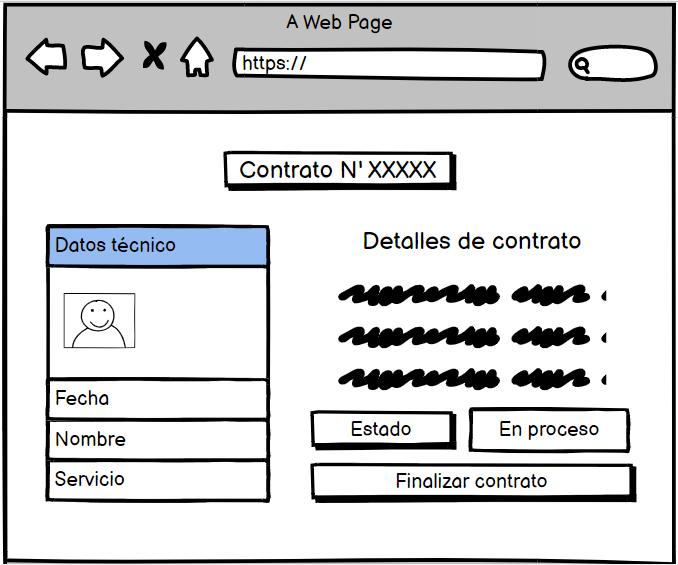 A Web Page
https://
Contrato N' XXXXX
Datos técnico
Fecha
Nombre
Servicio
Detalles de contrato
Estado
En proceso
Finalizar contrato